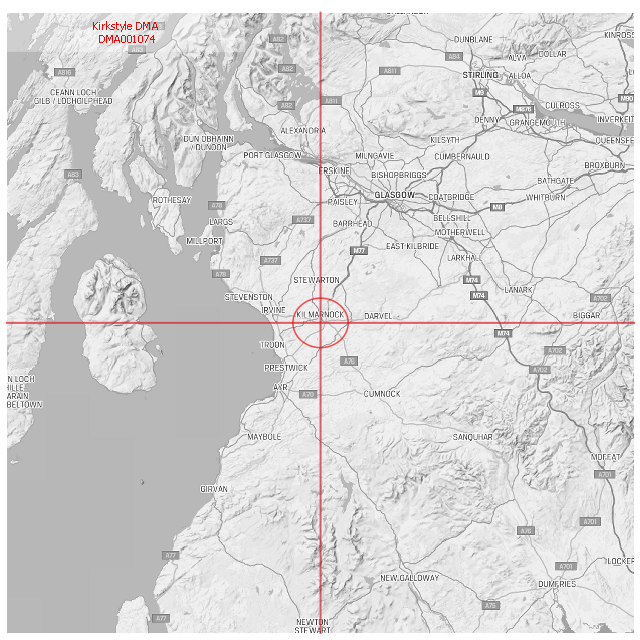 Kirkstyle DMA
DMA001074
A82
DUNBLANE
KINROSS
A83
A82
A84
ALVA
DOLLAR
A816
A82
A811
STIRLING
ALLOA
CEANN LOCH
GILB / LOCHGILPHEAD
A82
A811
M9
M90
M876
CULROSS
DENNY
GRANGEMOUTH
INVERKEIT
ALEXANDRIA
DUN OBHAINN
/ DUNOON
KILSYTH
QUEENSFE
PORT GLASGOW
MILNGAVIE
CUMBERNAULD
BROXBURN
A83
ERSKINE
BISHOPBRIGGS
BATHGATE
ROTHESAY
GLASGOW
COATBRIDGE
WHITBURN
A78
PAISLEY
M8
LARGS
A737
BARRHEAD
BELLSHILL
MOTHERWELL
MILLPORT
M77
EAST KILBRIDE
A737
LARKHALL
A78
STEWARTON
M74
LANARK
M74
A702
STEVENSTON
IRVINE
KILMARNOCK
DARVEL
BIGGAR
M74
TROON
A702
A76
PRESTWICK
A702
N LOCH
HILLE
ARAIN
BELTOWN
AYR
A70
CUMNOCK
MAYBOLE
SANQUHAR
MOFFAT
A701
GIRVAN
A701
A76
A77
A701
LOCKER
NEW GALLOWAY
DUMFRIES
A76
A77
NEWTON
STEWART